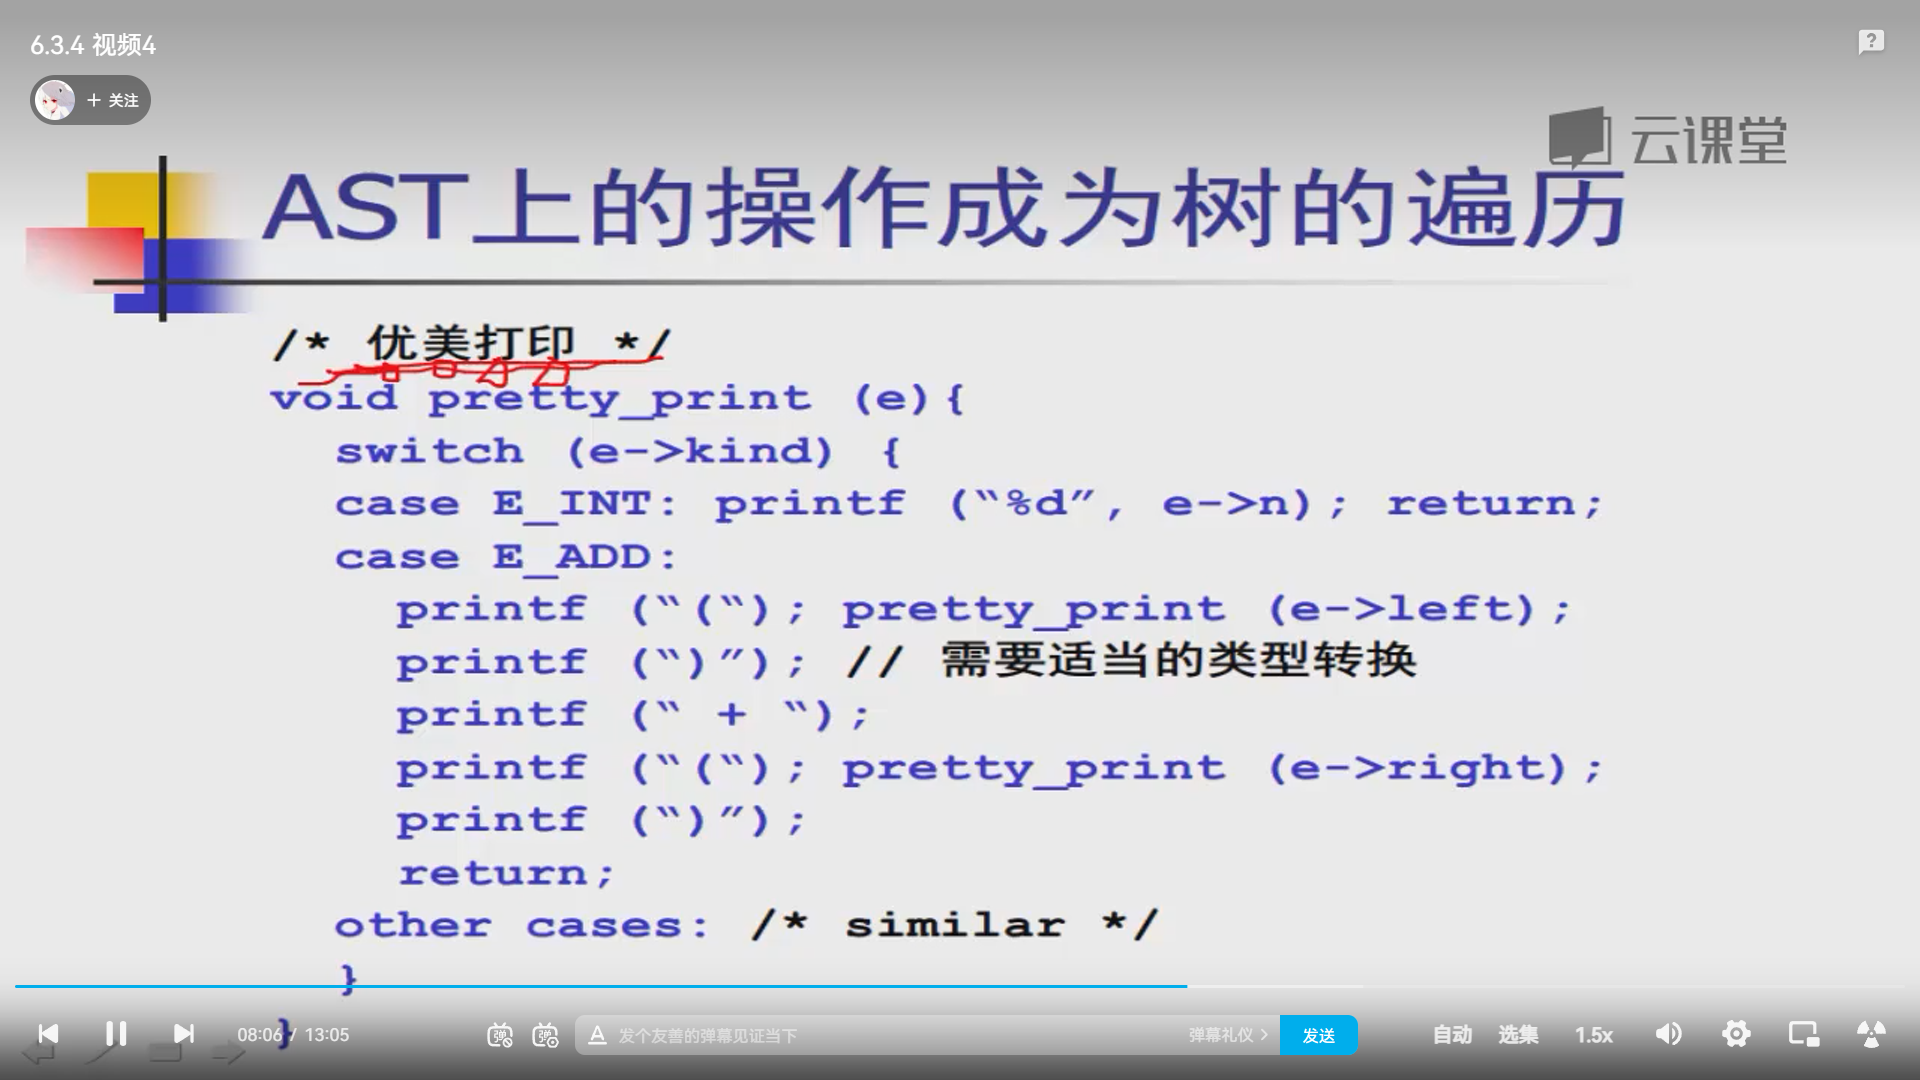 6.3.4 视频4
+ 关注
云课堂
AST上的操作成为树的遍历
/* 优美打印 */
void pretty_print (e){
switch (e->kind) {
case E_INT: printf (“%d”, e->n); return;
case E_ADD:
printf (“(“); pretty_print (e->left);
printf (“)”); // 需要适当的类型转换
printf (“ + “);
printf (“(“); pretty_print (e->right);
printf (“)”);
return;
other cases: /* similar */
}
}
08:06 / 13:05
弹 弹 A 发个友善的弹幕见证当下 弹幕礼仪 > 发送 自动 选集 1.5x